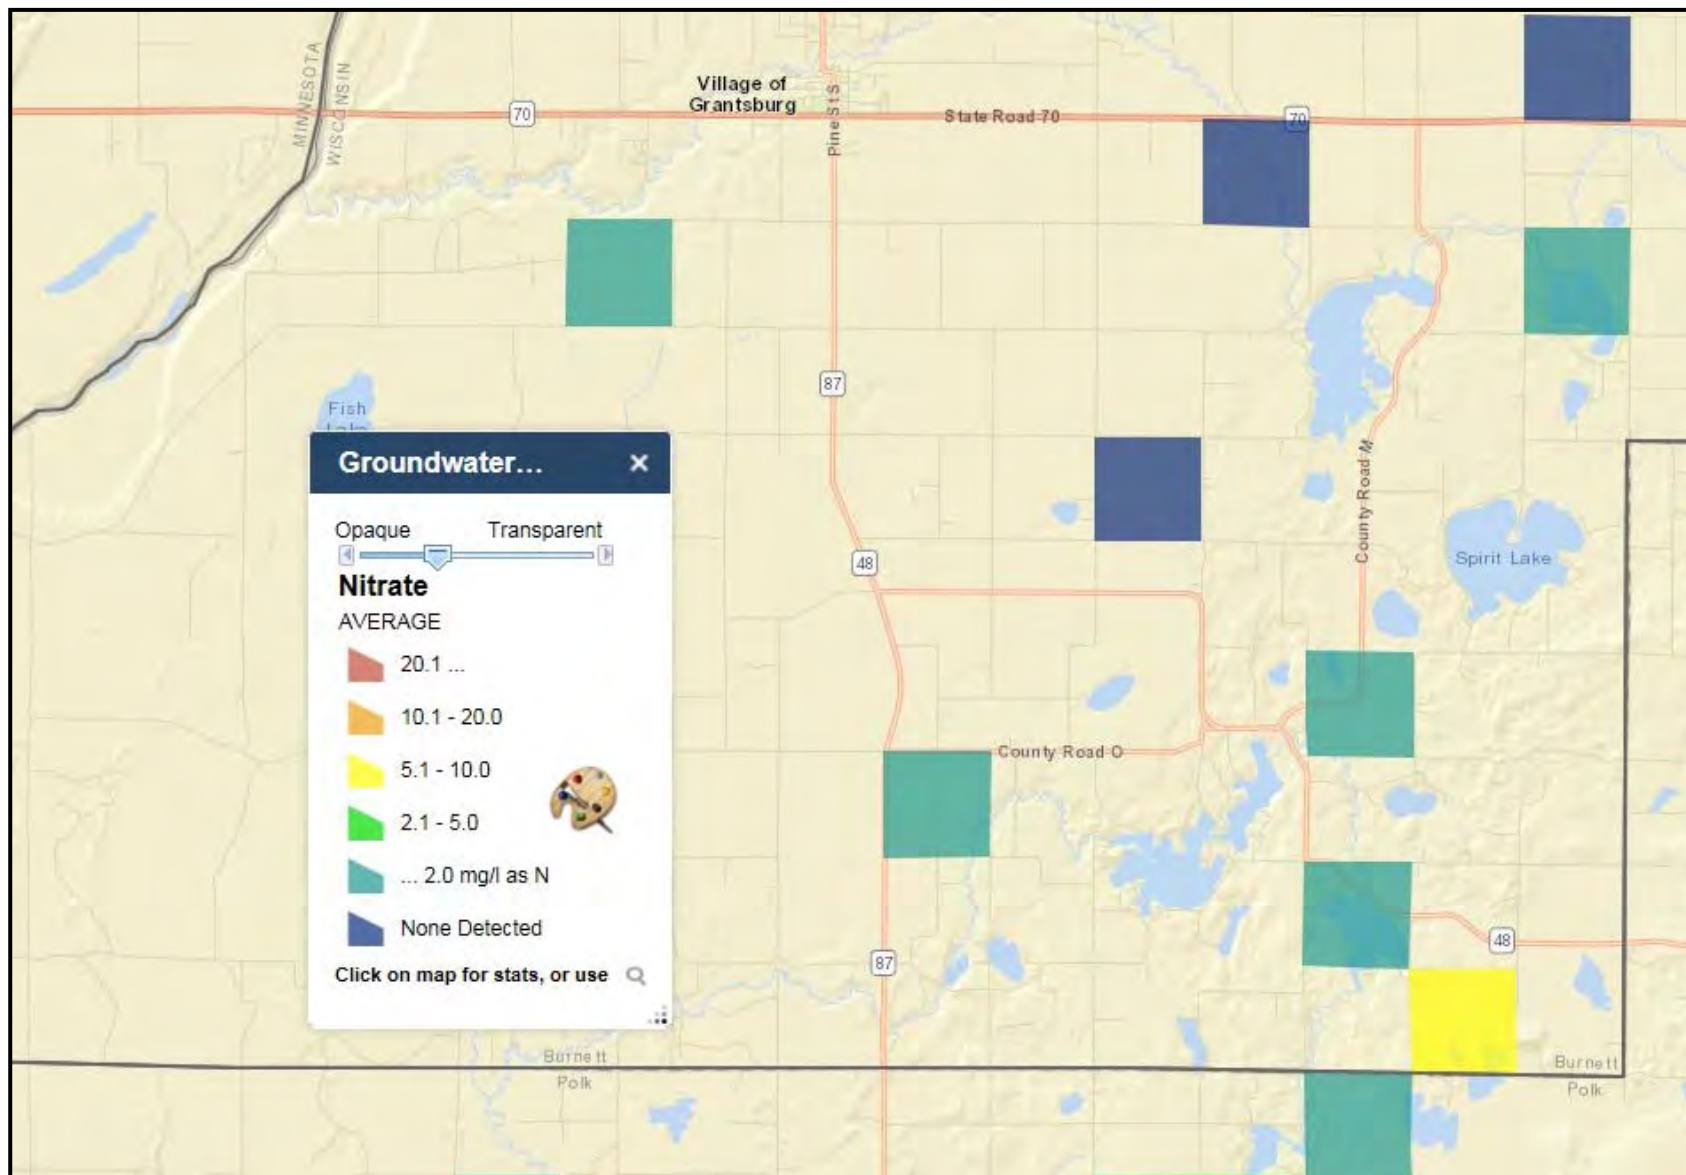 MINNESOTA
WISCONSIN
70
Village of
Grantsburg
Pine St S
State Road 70
70
87
Fish
Lake
Groundwater...
Opaque
Transparent
Nitrate
AVERAGE
20.1 ...
10.1 - 20.0
5.1 - 10.0
2.1 - 5.0
... 2.0 mg/l as N
None Detected
Click on map for stats, or use
48
County Road M
Spirit Lake
County Road O
87
48
Burnett
Polk
Burnett
Polk